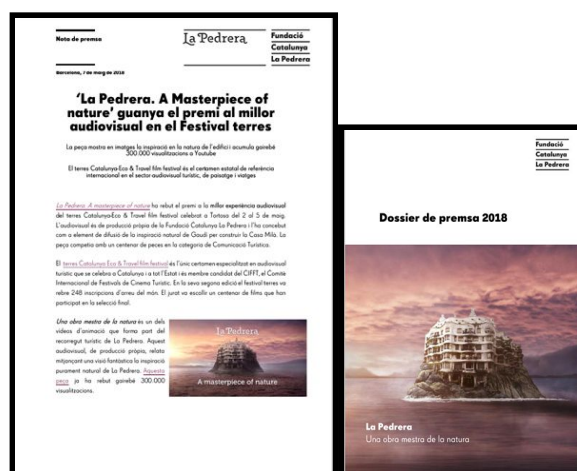 Nota de premsa
La Pedrera
Fundació
Catalunya
La Pedrera
Barcelona, 7 de maig de 2018
'La Pedrera. A Masterpiece of
nature' guanya el premi al millor
audiovisual en el Festival terres
La peça mostra en imatges la inspiració en la natura de l'edifici i acumula gairebé
300.000 visualitzacions a Youtube
El terres Catalunya-Eco & Travel film festival és el certamen estatal de referència
internacional en el sector audiovisual turístic, de paisatge i viatges
La Pedrera. A masterpiece of nature ha rebut el premi a la millor experiència audiovisual
del terres Catalunya-Eco & Travel film festival celebrat a Tortosa del 2 al 5 de maig.
L'audiovisual és de producció pròpia de la Fundació Catalunya La Pedrera i l'ha concebut
com a element de difusió de la inspiració natural de Gaudí per construir la Casa Milà. La
peça competia amb un centenar de peces en la categoria de Comunicació Turística.
El terres Catalunya-Eco & Travel film festival és l'únic certamen especialitzat en audiovisual
turístic que se celebra a Catalunya i a tot l'Estat i és membre candidat del CIFFT, el Comitè
Internacional de Festivals de Cinema Turístic. En la seva segona edició el festival terres va
rebre 248 inscripcions d'arreu del món. El jurat va escollir un centenar de films que han
participat en la selecció final.
Una obra mestra de la natura és un dels
vídeos d'animació que forma part del
recorregut turístic de La Pedrera. Aquest
audiovisual, de producció pròpia, relata
mitjançant una visió fantàstica la inspiració
purament natural de La Pedrera. Aquesta
peça ja ha rebut gairebé 300.000
visualitzacions.
La Pedrera
A masterpiece of nature
Fundació
Catalunya
La Pedrera
Dossier de premsa 2018
La Pedrera
Una obra mestra de la natura